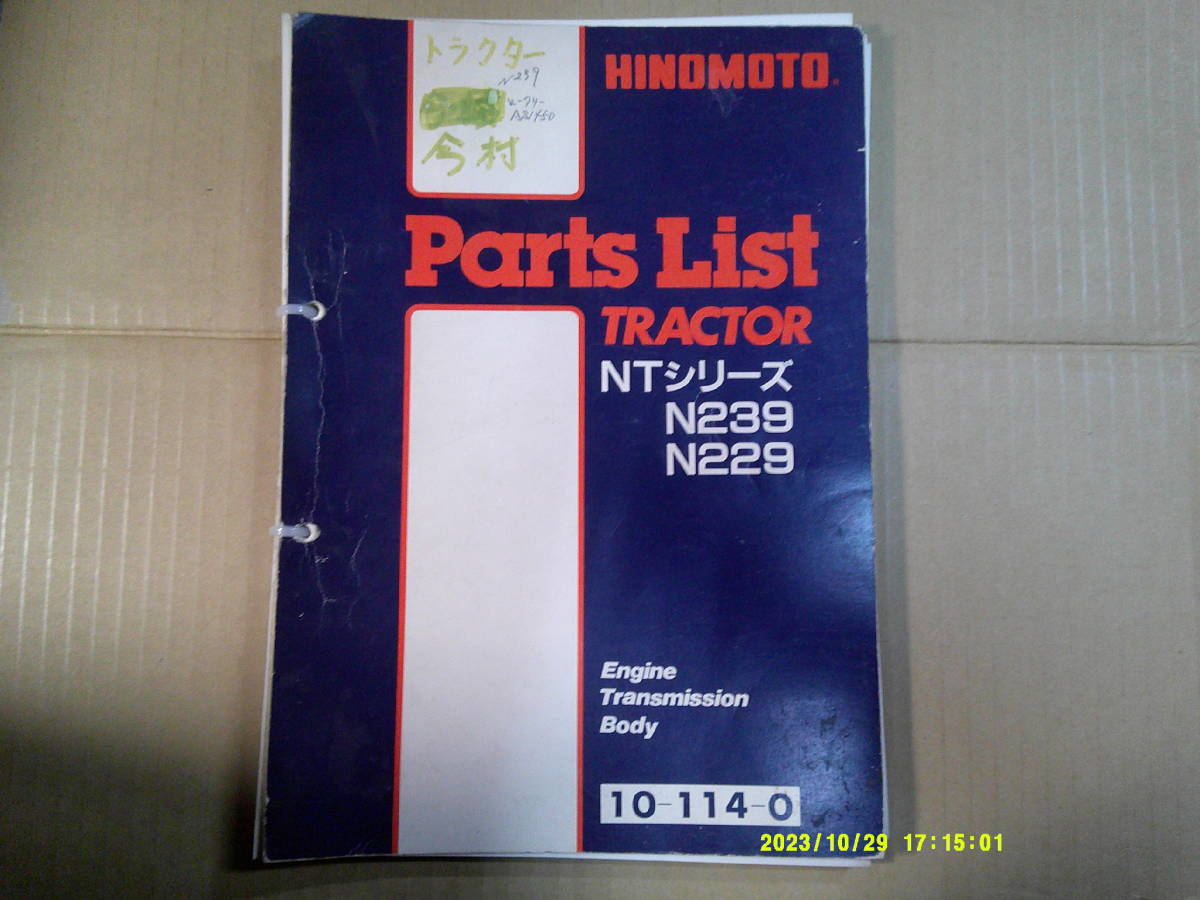 トラクター
N239
今村
HINOMOTO
Parts List
TRACTOR
NTシリーズ
N239
N229
Engine
Transmission
Body
10-114-0
2023/10/29 17:15:01